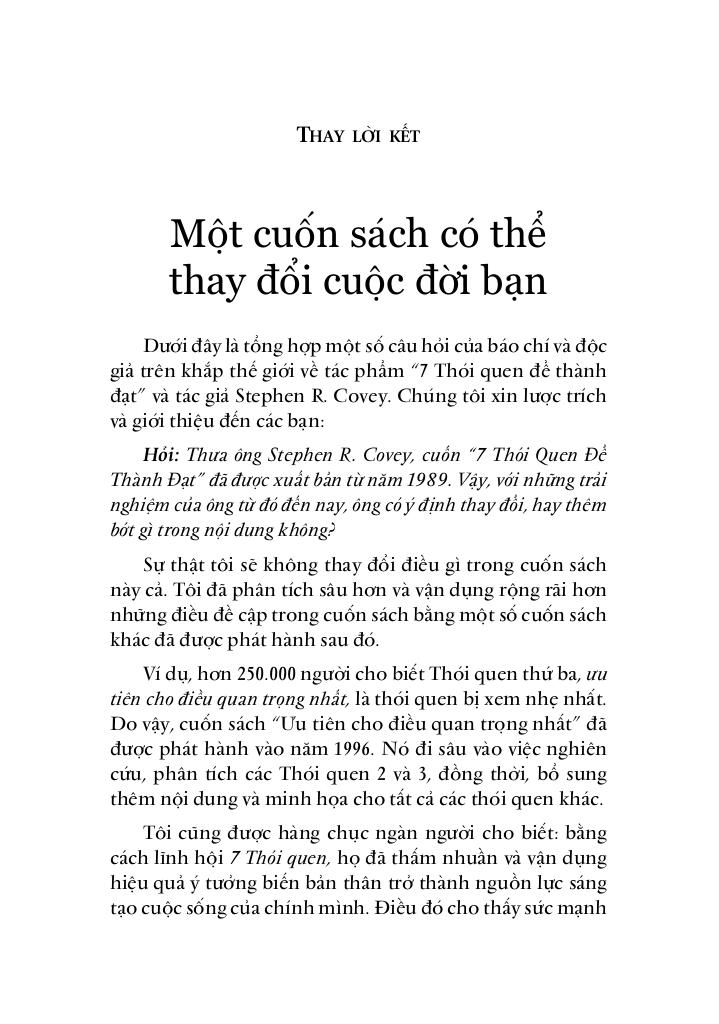 THAY LỜI KẾT
Một cuốn sách có thể
thay đổi cuộc đời bạn
Dưới đây là tổng hợp một số câu hỏi của báo chí và độc
giả trên khắp thế giới về tác phẩm “7 Thói quen để thành
đạt” và tác giả Stephen R. Covey. Chúng tôi xin lược trích
và giới thiệu đến các bạn:
Hỏi: Thưa ông Stephen R. Covey, cuốn “7 Thói Quen Để
Thành Đạt” đã được xuất bản từ năm 1989. Vậy, với những trải
nghiệm của ông từ đó đến nay, ông có ý định thay đổi, hay thêm
bớt gì trong nội dung không?
Sự thật tôi sẽ không thay đổi điều gì trong cuốn sách
này cả. Tôi đã phân tích sâu hơn và vận dụng rộng rãi hơn
những điều đề cập trong cuốn sách bằng một số cuốn sách
khác đã được phát hành sau đó.
Ví dụ, hơn 250.000 người cho biết Thói quen thứ ba, ưu
tiên cho điều quan trọng nhất, là thói quen bị xem nhẹ nhất.
Do vậy, cuốn sách “Ưu tiên cho điều quan trọng nhất” đã
được phát hành vào năm 1996. Nó đi sâu vào việc nghiên
cứu, phân tích các Thói quen 2 và 3, đồng thời, bổ sung
thêm nội dung và minh họa cho tất cả các thói quen khác.
Tôi cũng được hàng chục ngàn người cho biết: bằng
cách lĩnh hội 7 Thói quen, họ đã thấm nhuần và vận dụng
hiệu quả ý tưởng biến bản thân trở thành nguồn lực sáng
tạo cuộc sống của chính mình. Điều đó cho thấy sức mạnh